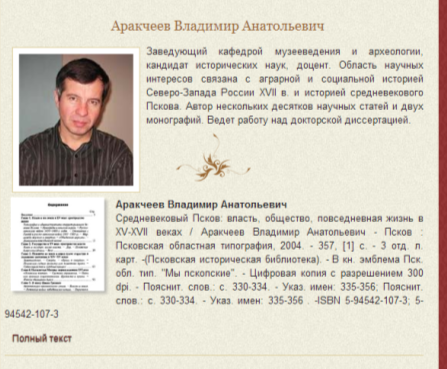 Аракчеев Владимир Анатольевич
Заведующий кафедрой музееведения и археологии,
кандидат исторических наук, доцент. Область научных
интересов связана с аграрной и социальной историей
Северо-Запада России XVII в. и историей средневекового
Пскова. Автор нескольких десятков научных статей и двух
монографий. Ведет работу над докторской диссертацией.
Аракчеев Владимир Анатольевич
Средневековый Псков: власть, общество, повседневная жизнь в
XV-XVII веках / Аракчеев Владимир Анатольевич - Псков :
Псковская областная типография, 2004. - 357, [1] с. - 3 отд. л.
карт. -(Псковская историческая библиотека). - В кн. эмблема Пск.
обл. тип. "Мы пскопские". - Цифровая копия с разрешением 300
dpi. - Пояснит. слов.: с. 330-334. - Указ. имен: 335-356; Пояснит.
слов.: с. 330-334. - Указ. имен: 335-356 . -ISBN 5-94542-107-3; 5-
94542-107-3
Полный текст